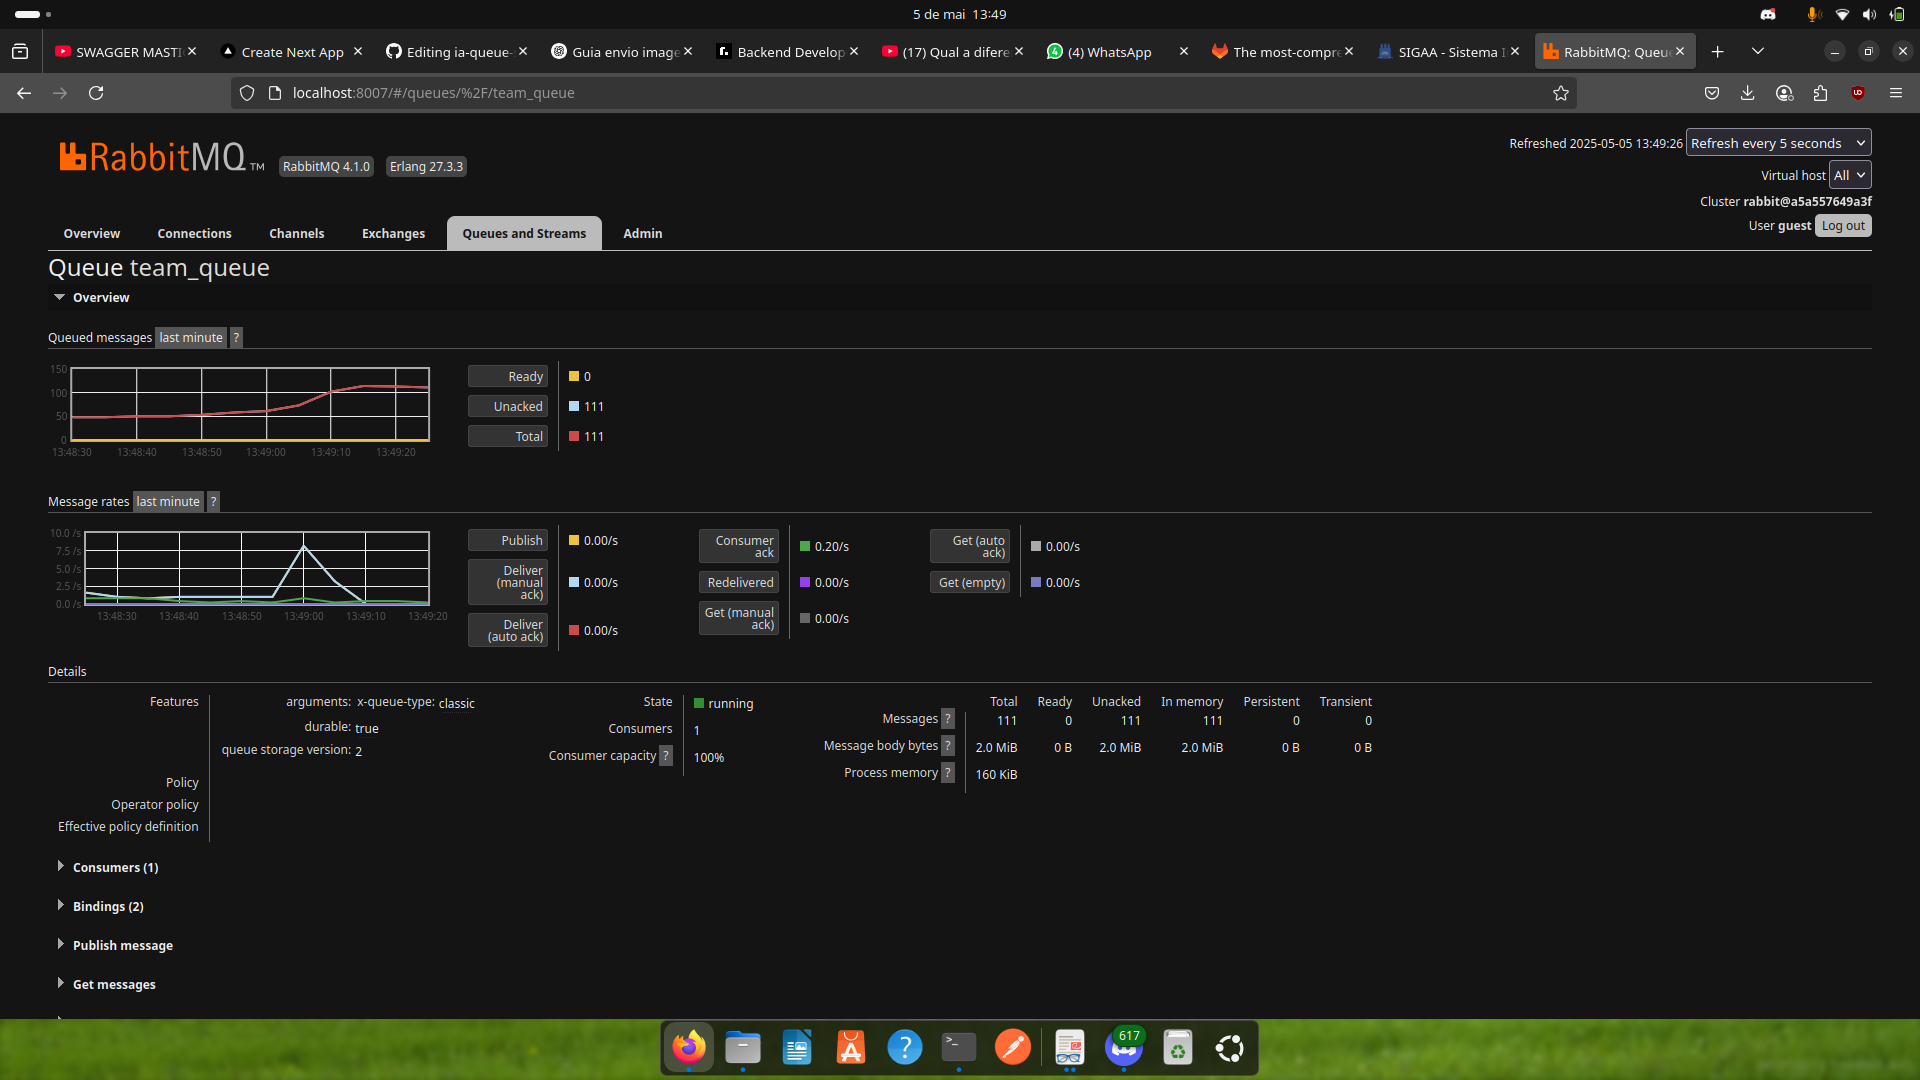 5 de mai 13:49
SWAGGER MASTI
Create Next App
Editing ia-queue-
Guia envio image
Backend Develop
(17) Qual a difere
(4) WhatsApp
The most-compre
SIGAA - Sistema I
RabbitMQ: Queue
localhost:8007/#/queues/%2F/team_queue
RabbitMQ TM
RabbitMQ 4.1.0
Erlang 27.3.3
Refreshed 2025-05-05 13:49:26 Refresh every 5 seconds
Virtual host All
Cluster rabbit@a5a557649a3f
User guest Log out
Overview Connections Channels Exchanges Queues and Streams Admin
Queue team_queue
Overview
Queued messages last minute ?
150
100
50
0
13:48:30 13:48:40 13:48:50 13:49:00 13:49:10 13:49:20
Ready 0
Unacked 111
Total 111
Message rates last minute ?
10.0 /s
7.5 /s
5.0 /s
2.5 /s
0.0 /s
13:48:30 13:48:40 13:48:50 13:49:00 13:49:10 13:49:20
Publish 0.00/s
Deliver (manual ack) 0.00/s
Deliver (auto ack) 0.00/s
Consumer ack 0.20/s
Redelivered 0.00/s
Get (manual ack) 0.00/s
Get (auto ack) 0.00/s
Get (empty) 0.00/s
Details
Features
arguments: x-queue-type: classic
durable: true
queue storage version: 2
Policy
Operator policy
Effective policy definition
State running
Consumers 1
Consumer capacity ? 100%
Total Ready Unacked In memory Persistent Transient
Messages ? 111 0 111 111 0 0
Message body bytes ? 2.0 MiB 0 B 2.0 MiB 2.0 MiB 0 B 0 B
Process memory ? 160 KiB
Consumers (1)
Bindings (2)
Publish message
Get messages
617